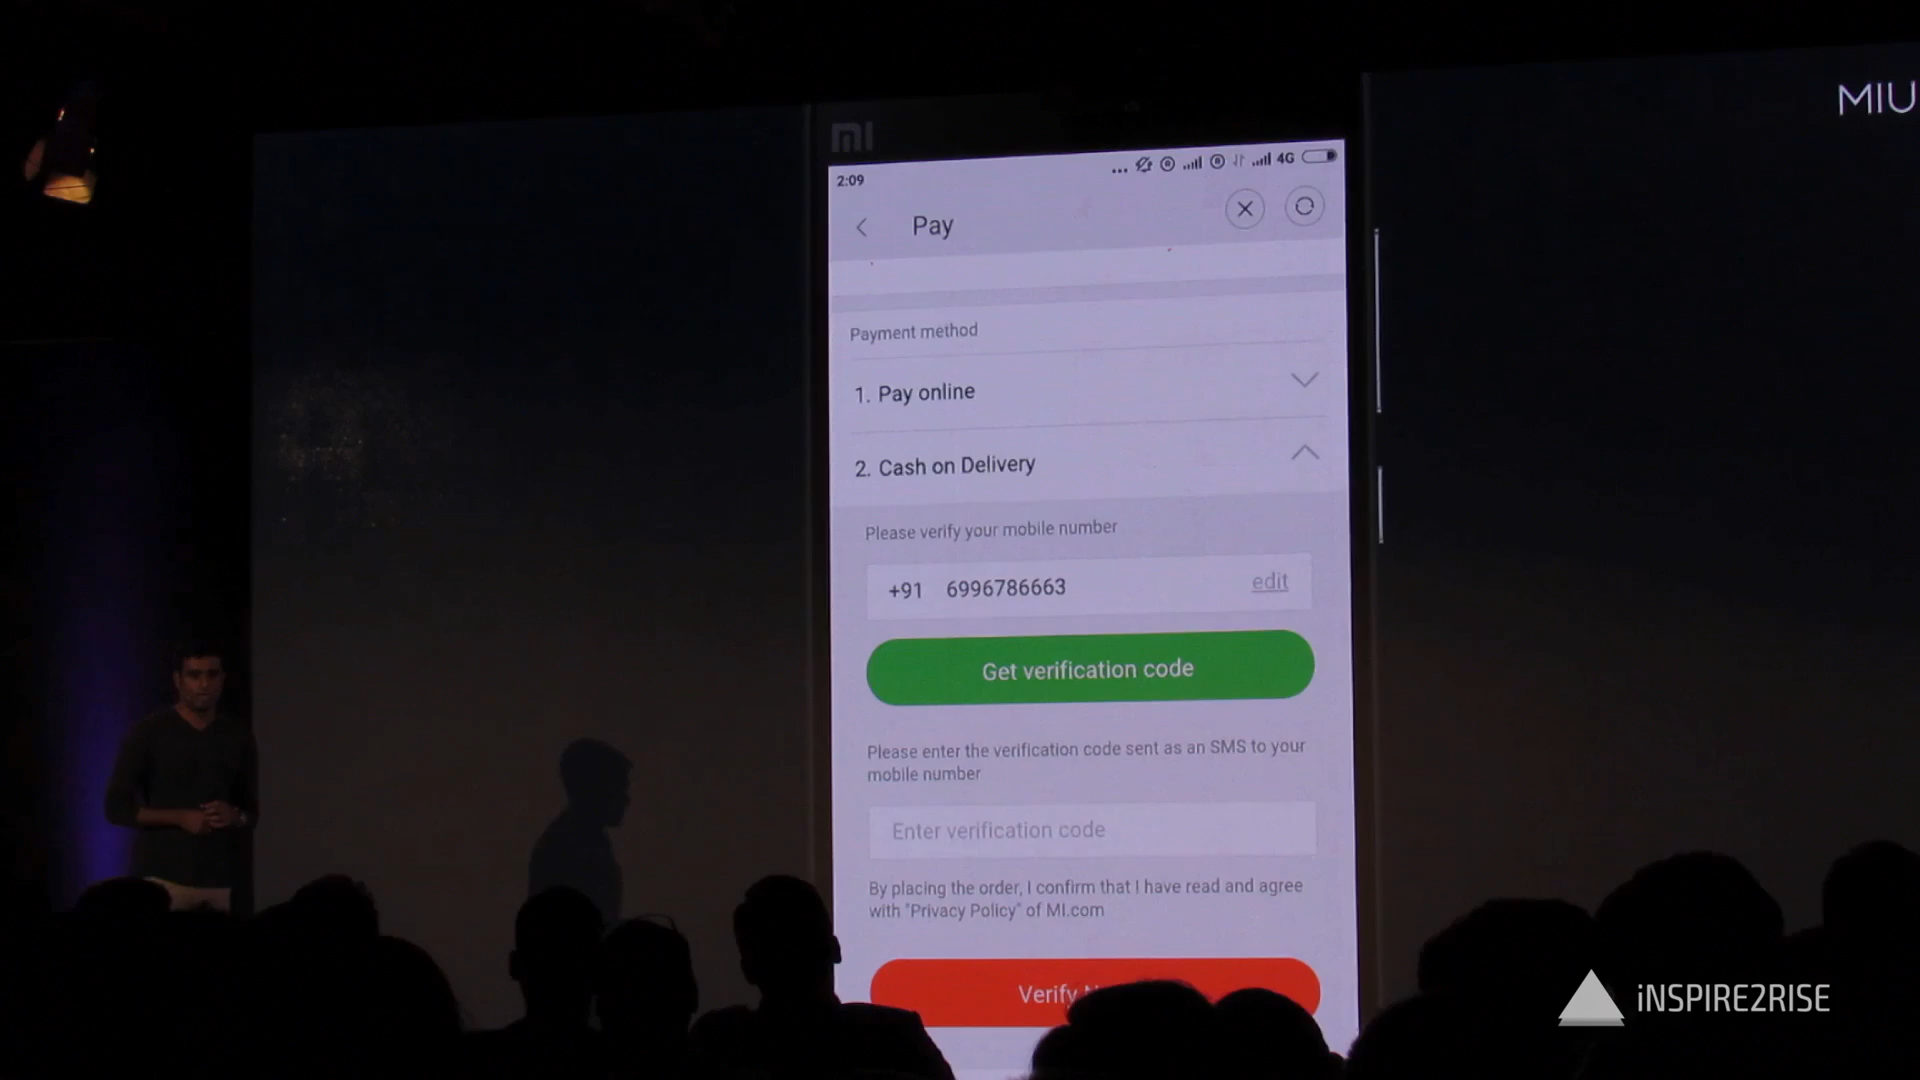 MIU
mi
2:09
... 4G
Pay
Payment method
1. Pay online
2. Cash on Delivery
Please verify your mobile number
+91 6996786663 edit
Get verification code
Please enter the verification code sent as an SMS to your
mobile number
Enter verification code
By placing the order, I confirm that I have read and agree
with "Privacy Policy" of MI.com
Verify
iNSPIRE2RISE